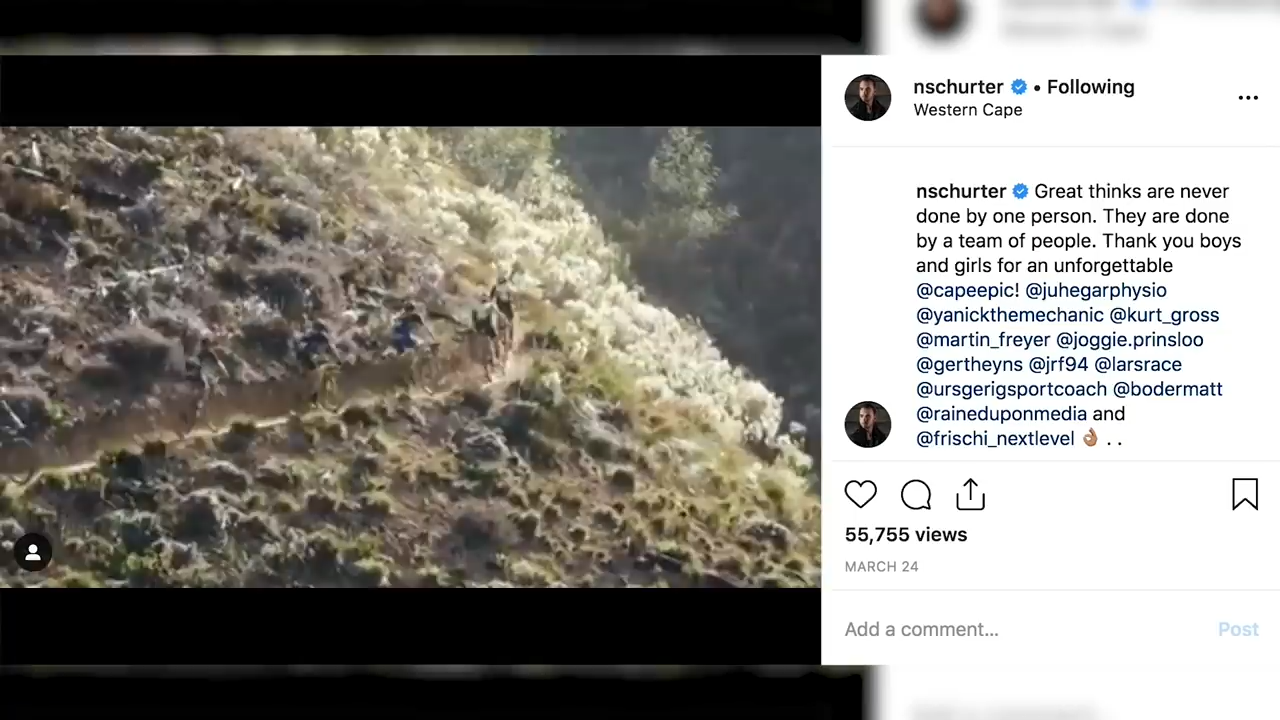 nschurter • Following
Western Cape
nschurter Great thinks are never
done by one person. They are done
by a team of people. Thank you boys
and girls for an unforgettable
@capeepic! @juhegarphysio
@yanickthemechanic @kurt_gross
@martin_freyer @joggie.prinsloo
@gertheyns @jrf94 @larsrace
@ursgerigsportcoach @bodermatt
@raineduponmedia and
@frischi_nextlevel 👌🏽 . .
55,755 views
MARCH 24
Add a comment... Post